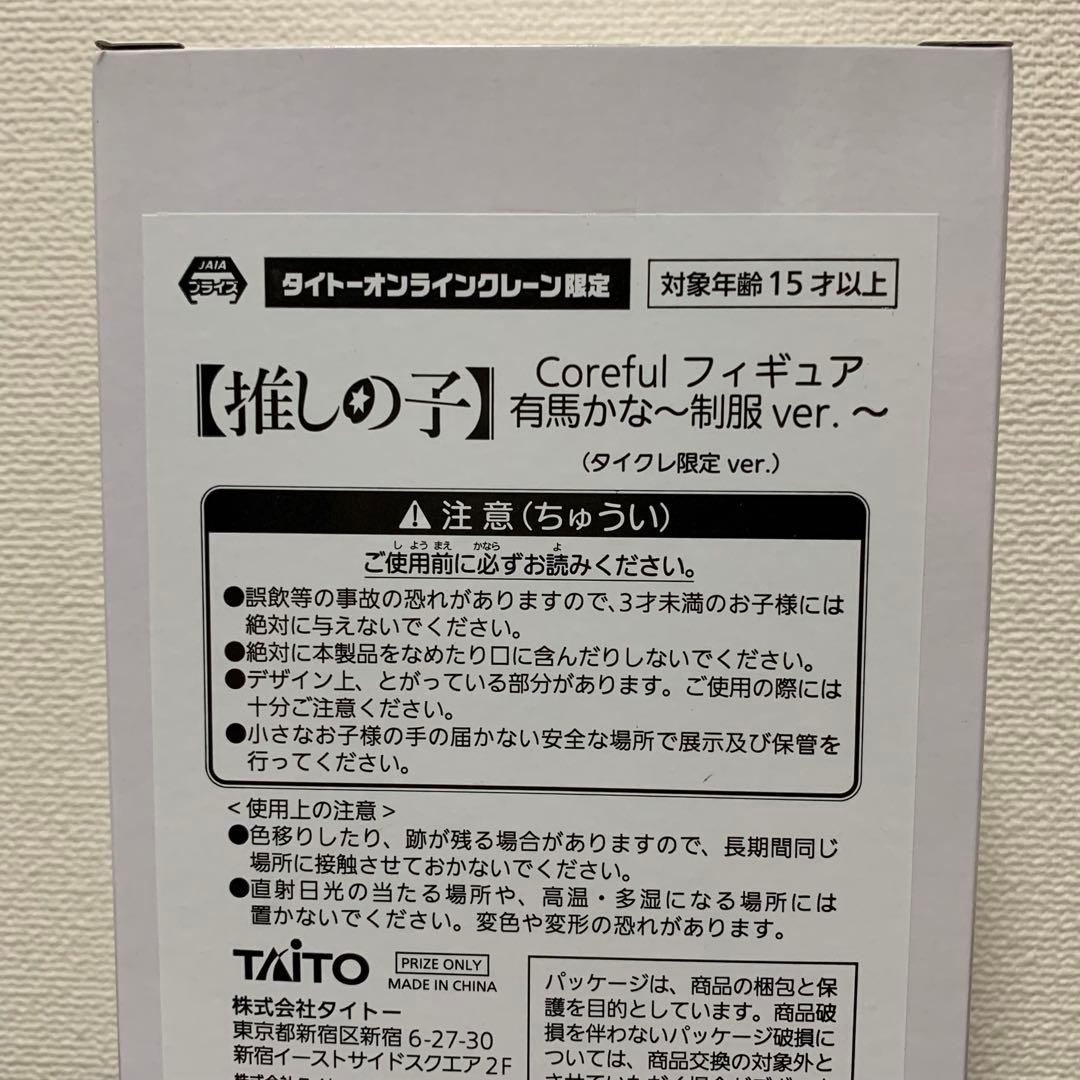 JAIA
プライズ
タイトーオンラインクレーン限定
対象年齢15才以上
【推しの子】
Coreful フィギュア
有馬かな～制服 ver. ～
（タイクレ限定 ver.）
⚠ 注 意（ちゅうい）
し よう まえ かなら よ
ご使用前に必ずお読みください。
●誤飲等の事故の恐れがありますので、3才未満のお子様には
絶対に与えないでください。
●絶対に本製品をなめたり口に含んだりしないでください。
●デザイン上、とがっている部分があります。ご使用の際には
十分ご注意ください。
●小さなお子様の手の届かない安全な場所で展示及び保管を
行ってください。
＜使用上の注意＞
●色移りしたり、跡が残る場合がありますので、長期間同じ
場所に接触させておかないでください。
●直射日光の当たる場所や、高温・多湿になる場所には
置かないでください。変色や変形の恐れがあります。
TAITO
PRIZE ONLY
MADE IN CHINA
株式会社タイトー
東京都新宿区新宿 6-27-30
新宿イーストサイドスクエア 2F
パッケージは、商品の梱包と保
護を目的としています。商品破
損を伴わないパッケージ破損に
ついては、商品交換の対象外と